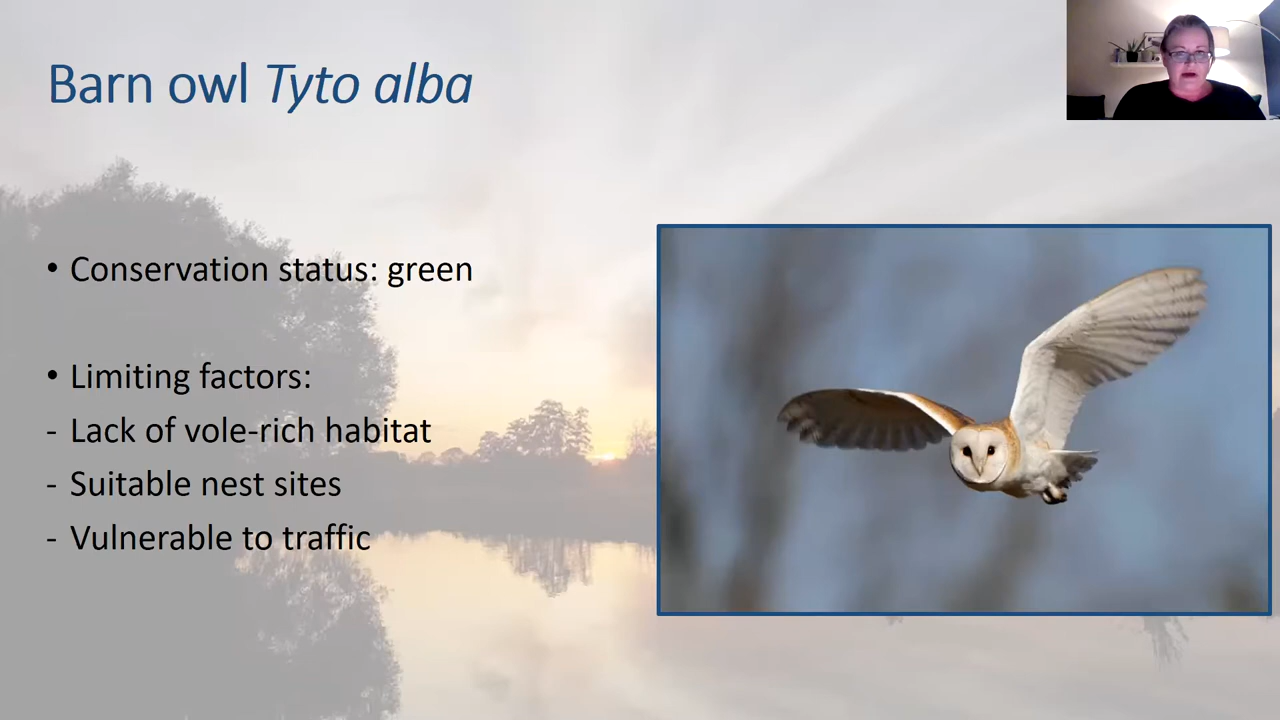 Barn owl Tyto alba
• Conservation status: green
• Limiting factors:
- Lack of vole-rich habitat
- Suitable nest sites
- Vulnerable to traffic